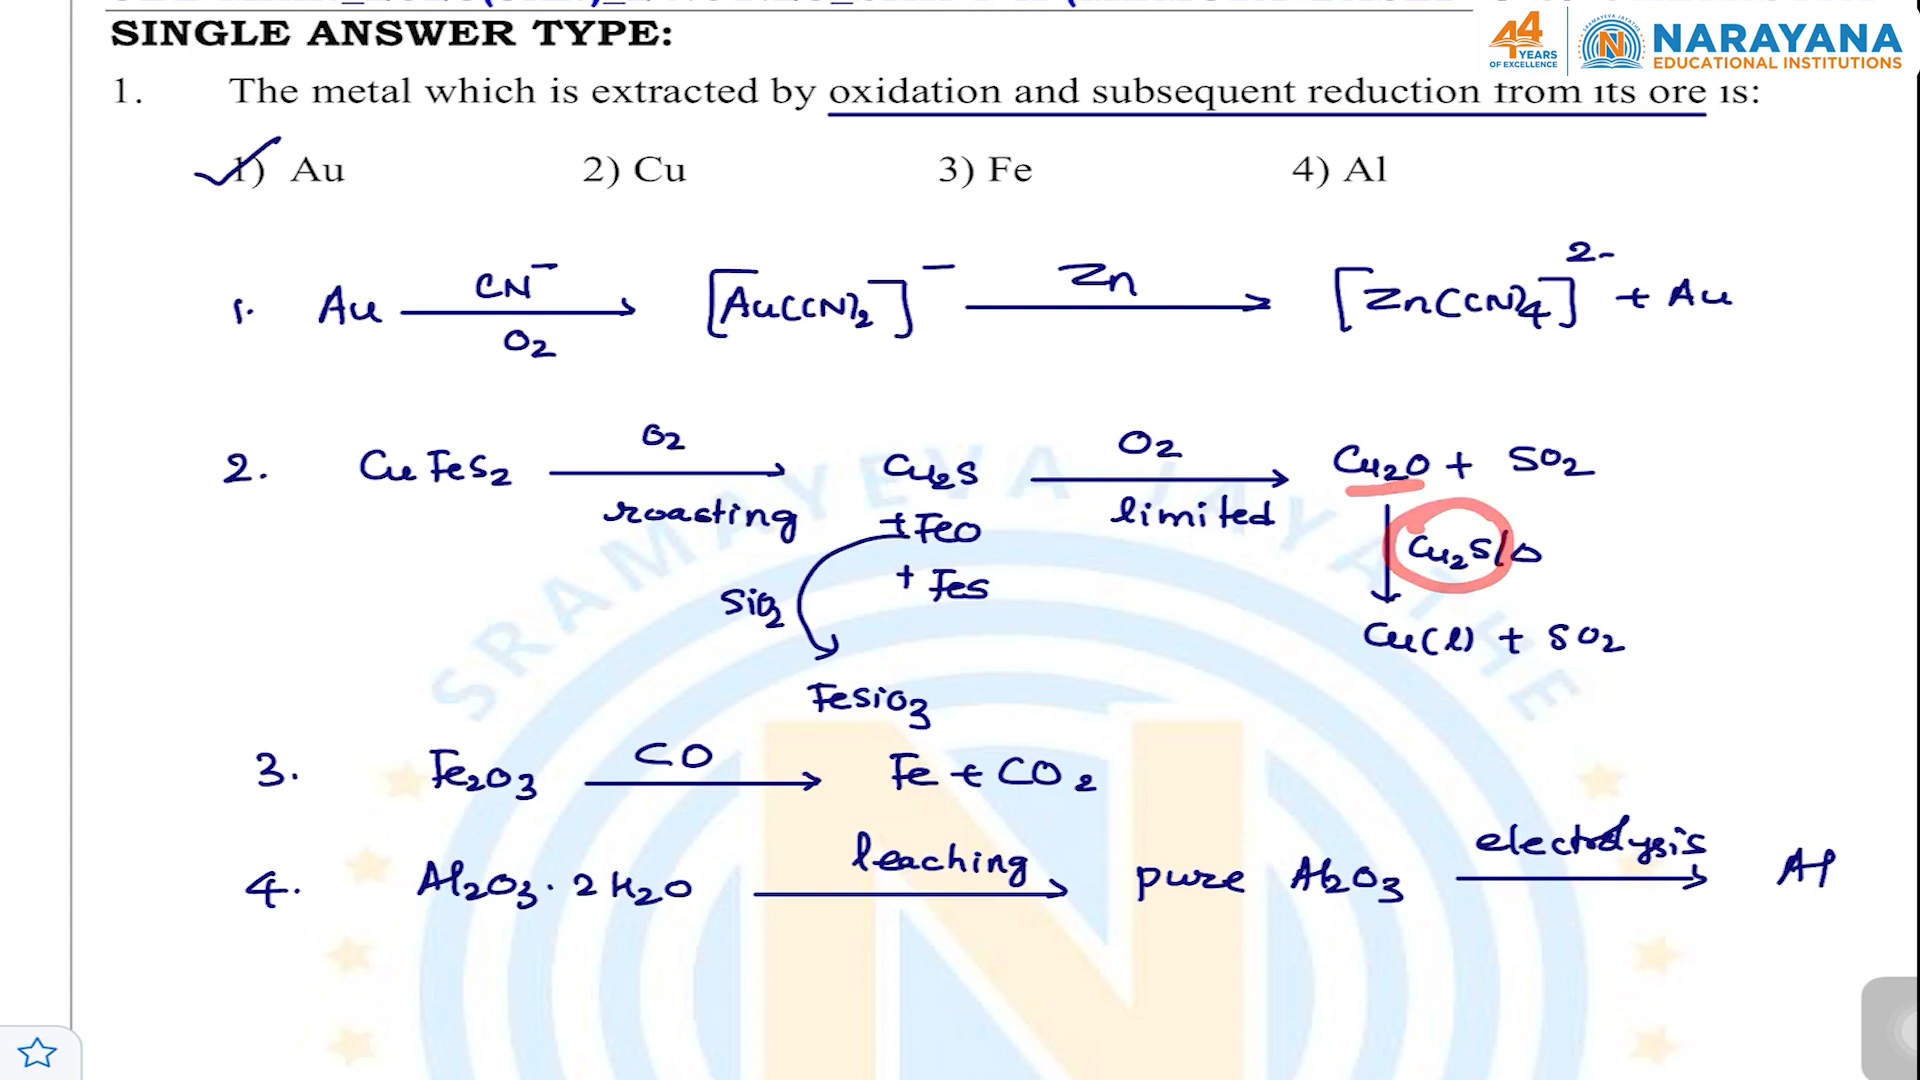 SINGLE ANSWER TYPE:
44 YEARS OF EXCELLENCE
NARAYANA
EDUCATIONAL INSTITUTIONS
1. The metal which is extracted by oxidation and subsequent reduction from its ore is:
1) Au 2) Cu 3) Fe 4) Al
1. Au CN⁻ O2 → [Au(CN)2]⁻ Zn → [Zn(CN)4]2- + Au
2. CuFeS2 O2 roasting → Cu2S + FeO + FeS O2 limited → Cu2O + SO2
SiO2
FeSiO3
Cu2S/Δ
Cu(l) + SO2
3. Fe2O3 CO → Fe + CO2
4. Al2O3·2H2O leaching → pure Al2O3 electrolysis → Al
SRAMAYEVA JAYATHE
N